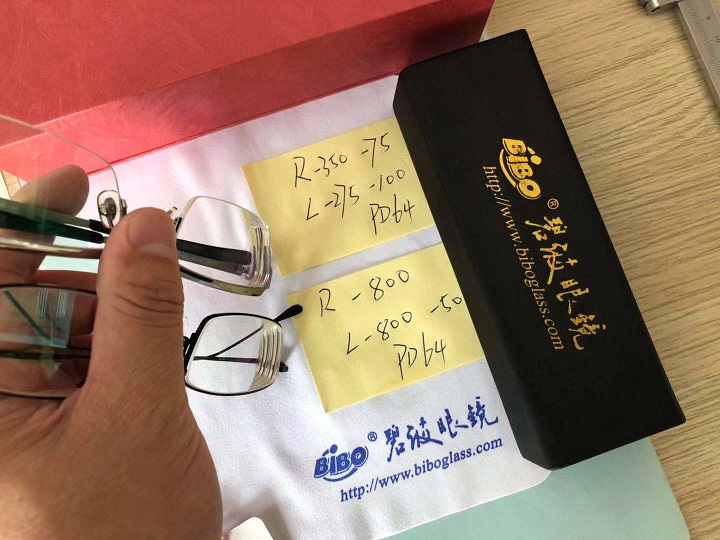 R -350 -75
L -275 -100
PD64
R -800
L -800 -50
PD64
BiBO® 碧波眼镜
http://www.biboglass.com
BiBO® 碧波眼镜
http://www.biboglass.com